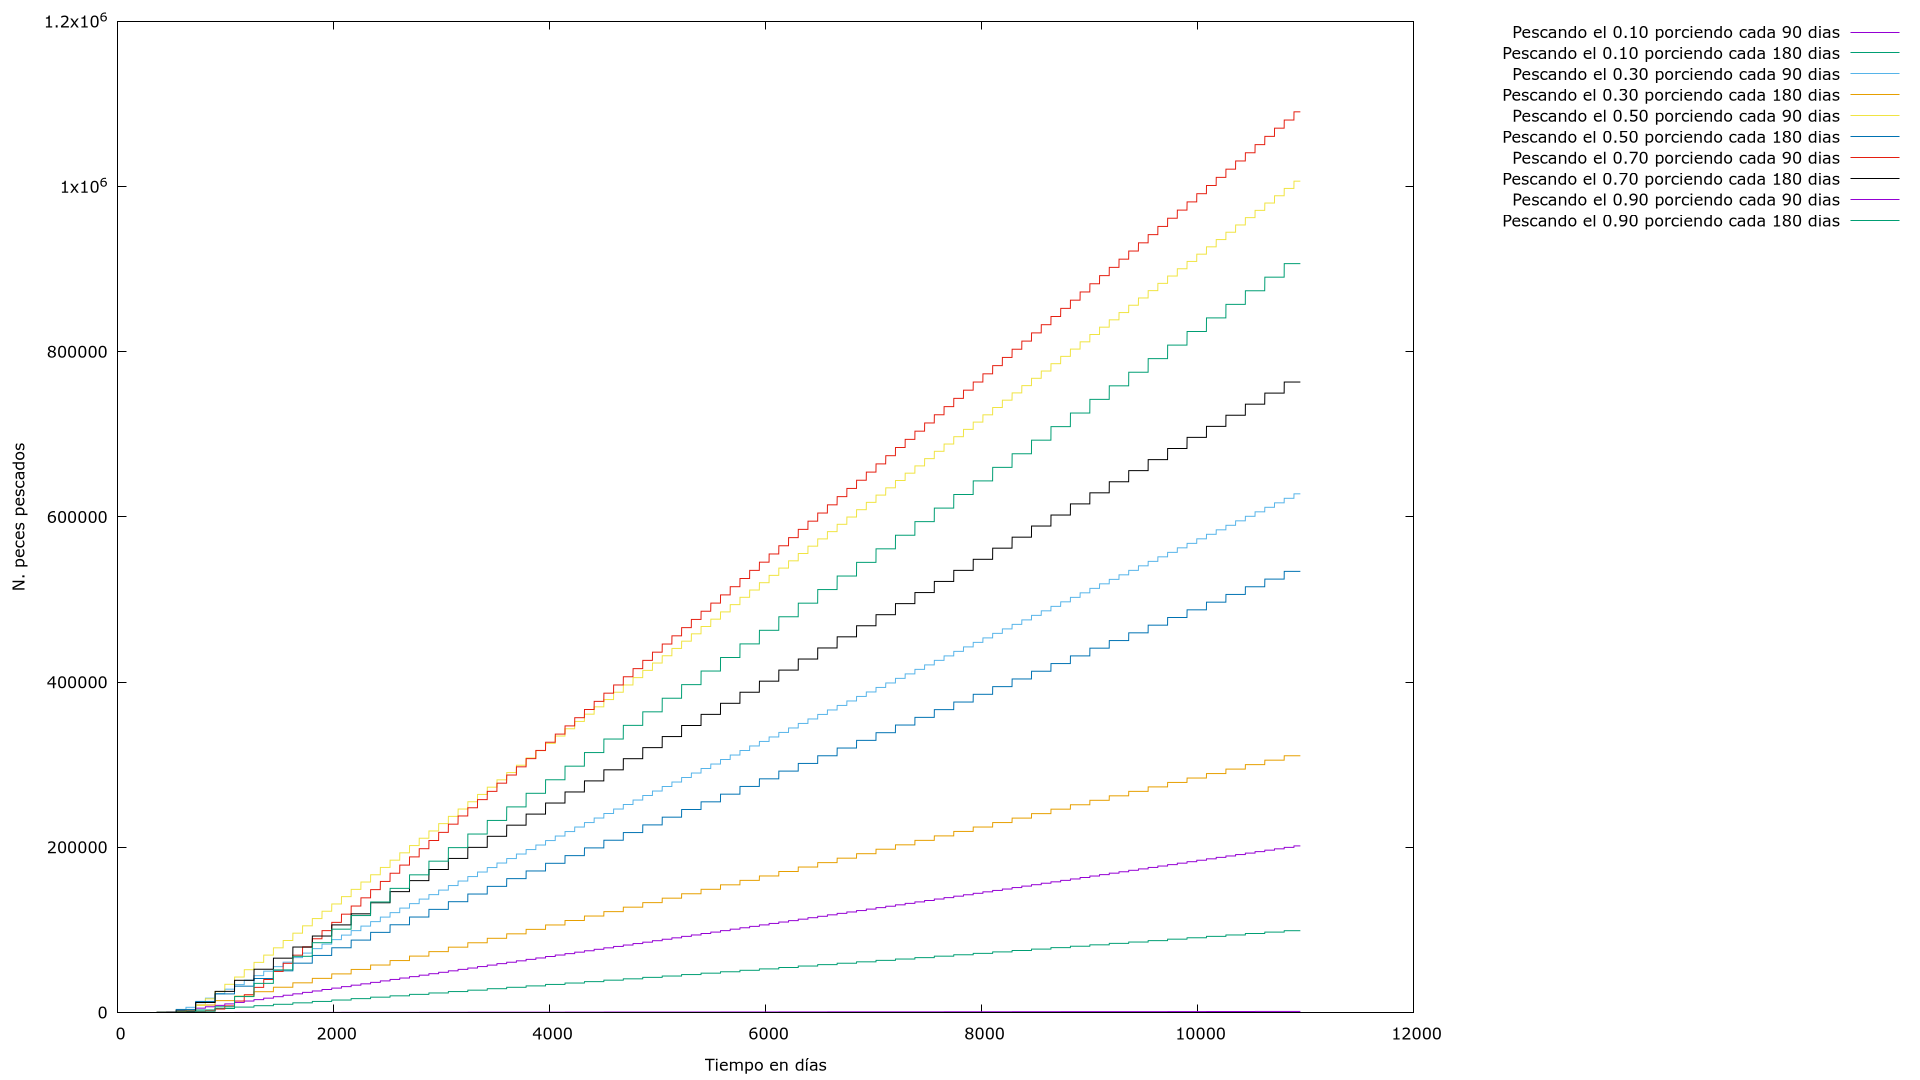 1.2x10⁶
1x10⁶
800000
600000
400000
200000
0
0 2000 4000 6000 8000 10000 12000
N. peces pescados
Tiempo en días
Pescando el 0.10 porciendo cada 90 dias
Pescando el 0.10 porciendo cada 180 dias
Pescando el 0.30 porciendo cada 90 dias
Pescando el 0.30 porciendo cada 180 dias
Pescando el 0.50 porciendo cada 90 dias
Pescando el 0.50 porciendo cada 180 dias
Pescando el 0.70 porciendo cada 90 dias
Pescando el 0.70 porciendo cada 180 dias
Pescando el 0.90 porciendo cada 90 dias
Pescando el 0.90 porciendo cada 180 dias